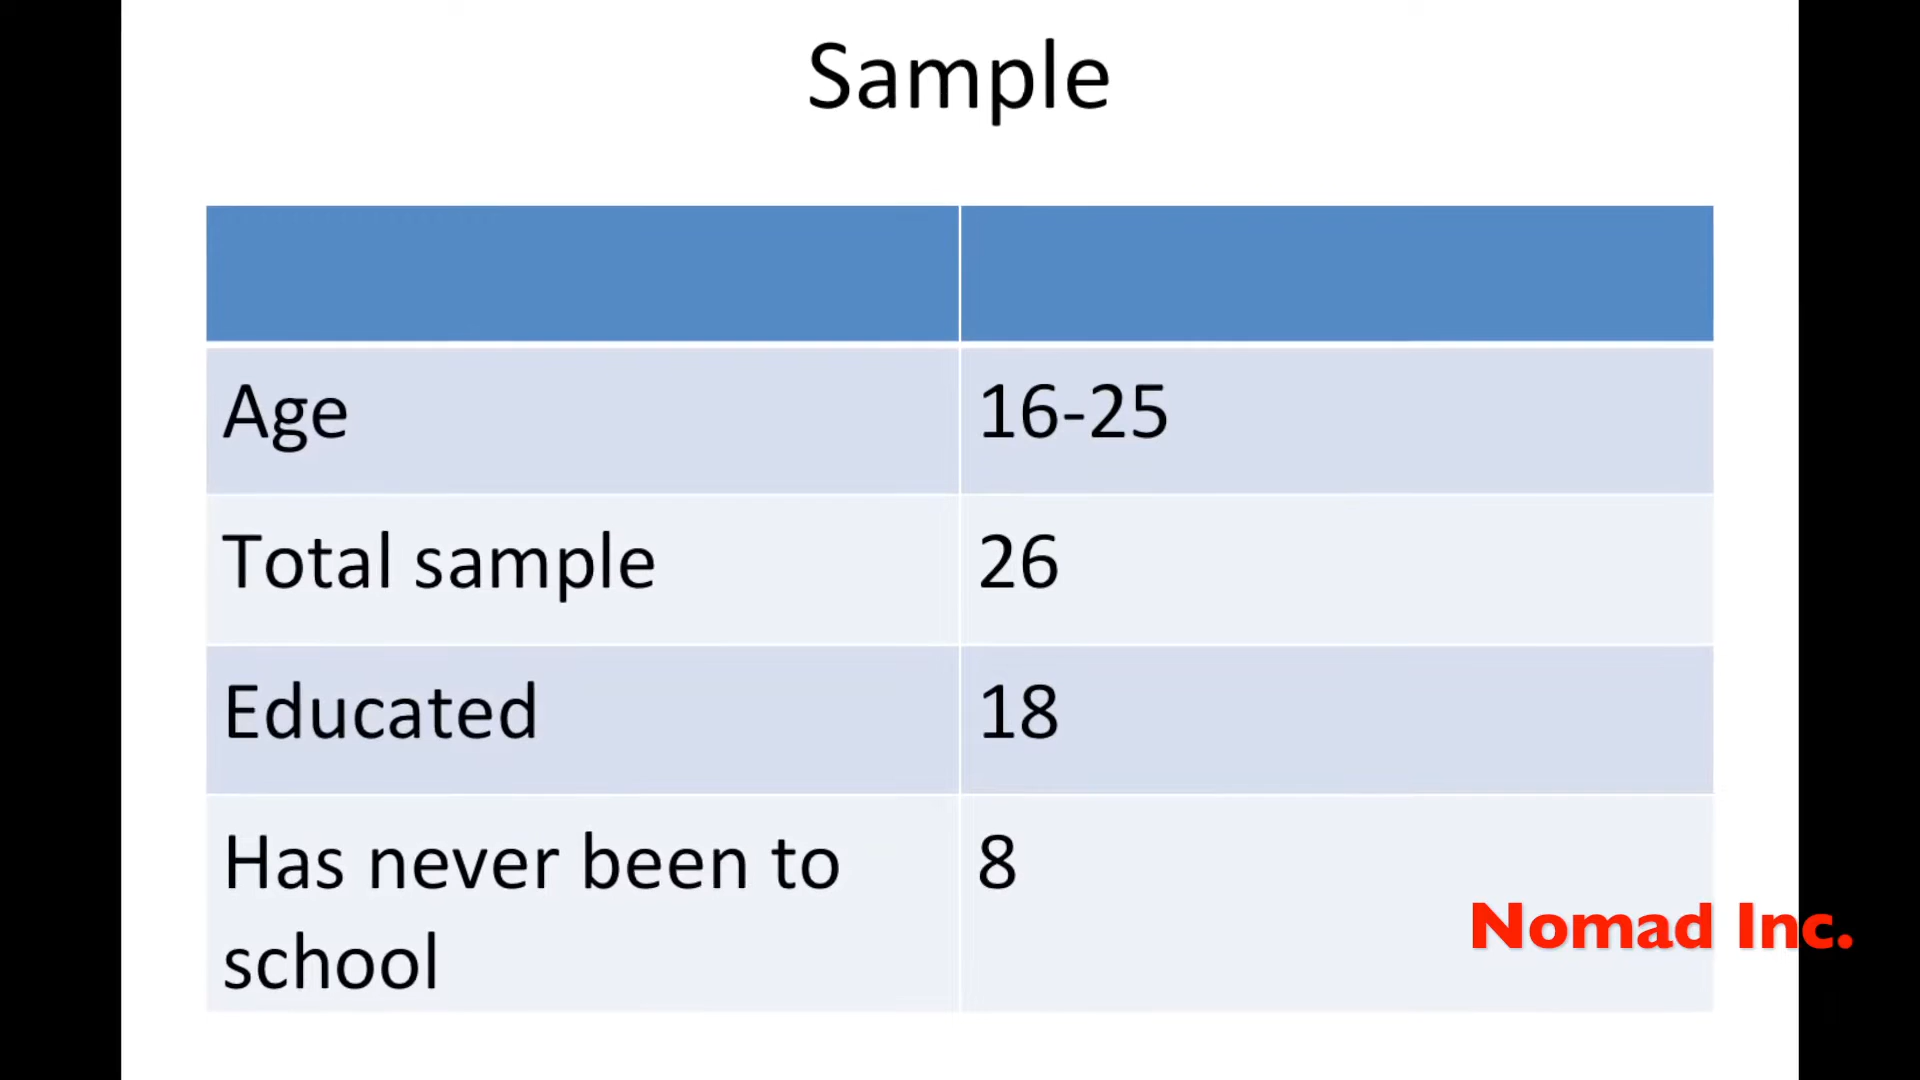 Sample
Age 16-25
Total sample 26
Educated 18
Has never been to 8
school
Nomad Inc.